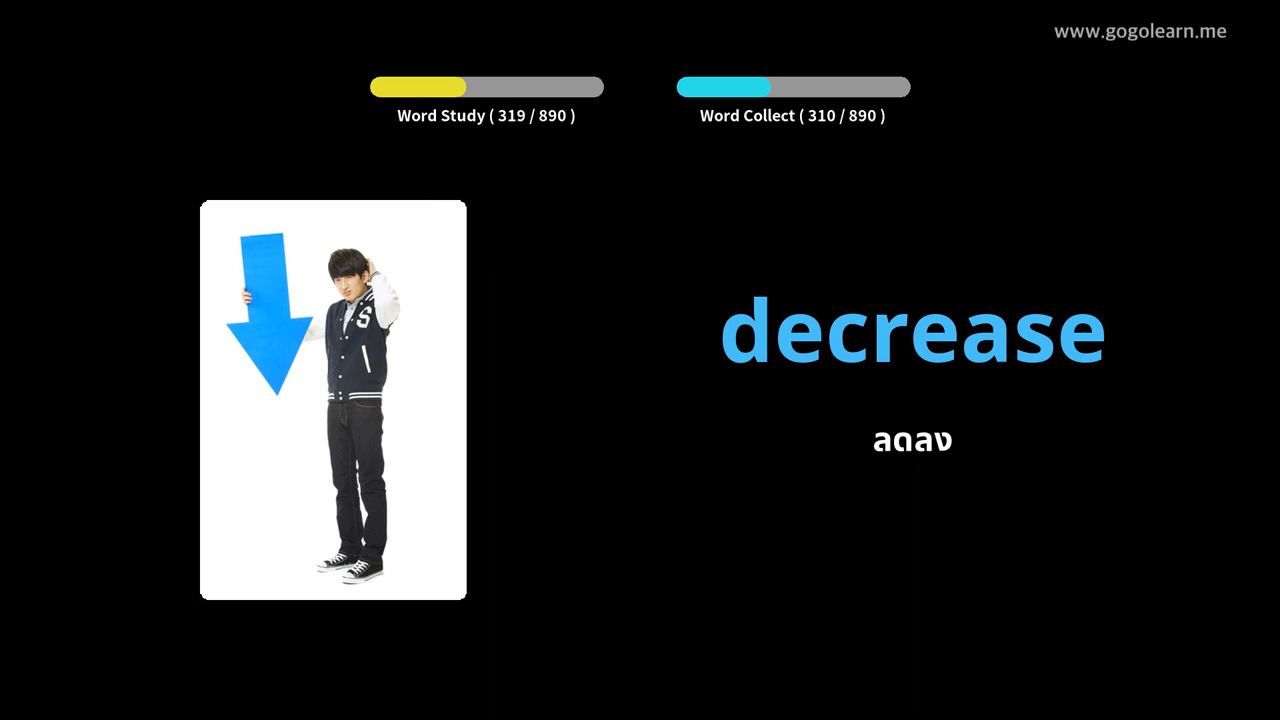 www.gogolearn.me
Word Study ( 319 / 890 )
Word Collect ( 310 / 890 )
S
decrease
ลดลง